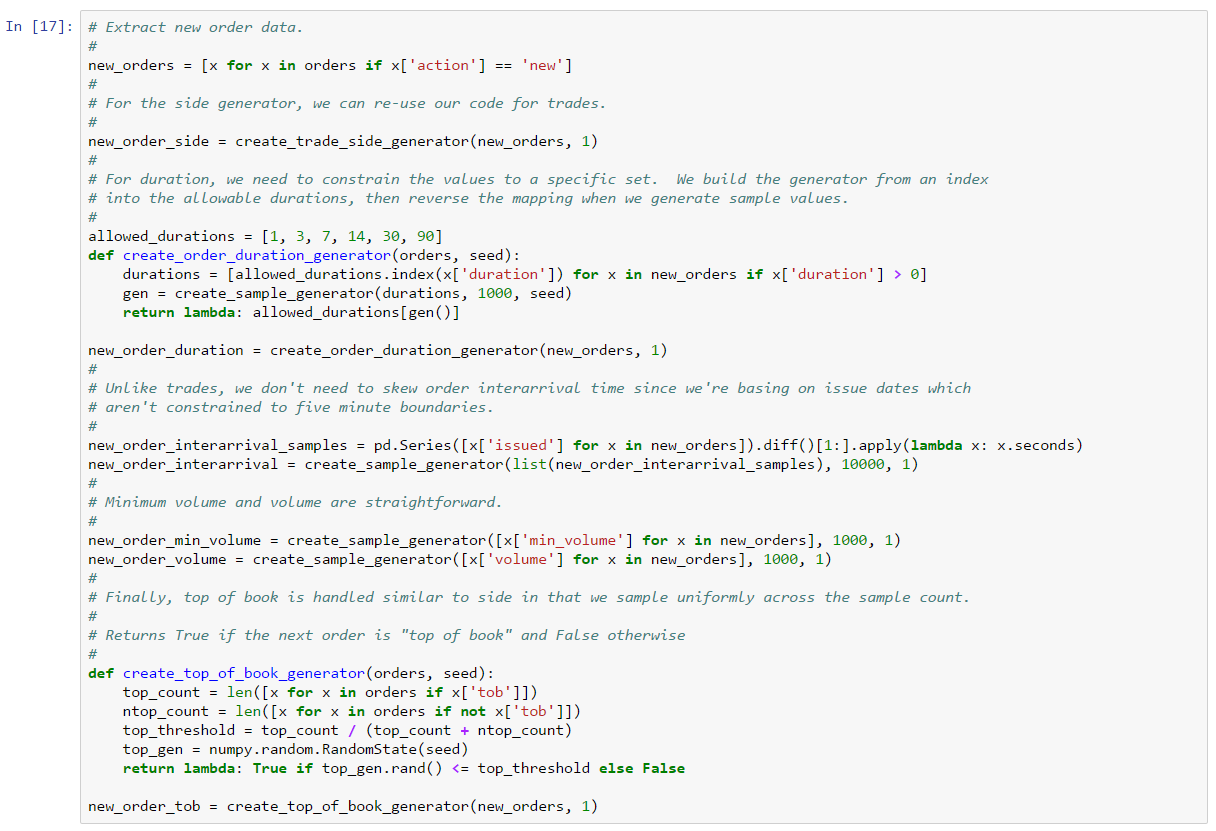 In [17]: # Extract new order data.
#
new_orders = [x for x in orders if x['action'] == 'new']
#
# For the side generator, we can re-use our code for trades.
#
new_order_side = create_trade_side_generator(new_orders, 1)
#
# For duration, we need to constrain the values to a specific set.  We build the generator from an index
# into the allowable durations, then reverse the mapping when we generate sample values.
#
allowed_durations = [1, 3, 7, 14, 30, 90]
def create_order_duration_generator(orders, seed):
    durations = [allowed_durations.index(x['duration']) for x in new_orders if x['duration'] > 0]
    gen = create_sample_generator(durations, 1000, seed)
    return lambda: allowed_durations[gen()]

new_order_duration = create_order_duration_generator(new_orders, 1)
#
# Unlike trades, we don't need to skew order interarrival time since we're basing on issue dates which
# aren't constrained to five minute boundaries.
#
new_order_interarrival_samples = pd.Series([x['issued'] for x in new_orders]).diff()[1:].apply(lambda x: x.seconds)
new_order_interarrival = create_sample_generator(list(new_order_interarrival_samples), 10000, 1)
#
# Minimum volume and volume are straightforward.
#
new_order_min_volume = create_sample_generator([x['min_volume'] for x in new_orders], 1000, 1)
new_order_volume = create_sample_generator([x['volume'] for x in new_orders], 1000, 1)
#
# Finally, top of book is handled similar to side in that we sample uniformly across the sample count.
#
# Returns True if the next order is "top of book" and False otherwise
#
def create_top_of_book_generator(orders, seed):
    top_count = len([x for x in orders if x['tob']])
    ntop_count = len([x for x in orders if not x['tob']])
    top_threshold = top_count / (top_count + ntop_count)
    top_gen = numpy.random.RandomState(seed)
    return lambda: True if top_gen.rand() <= top_threshold else False

new_order_tob = create_top_of_book_generator(new_orders, 1)